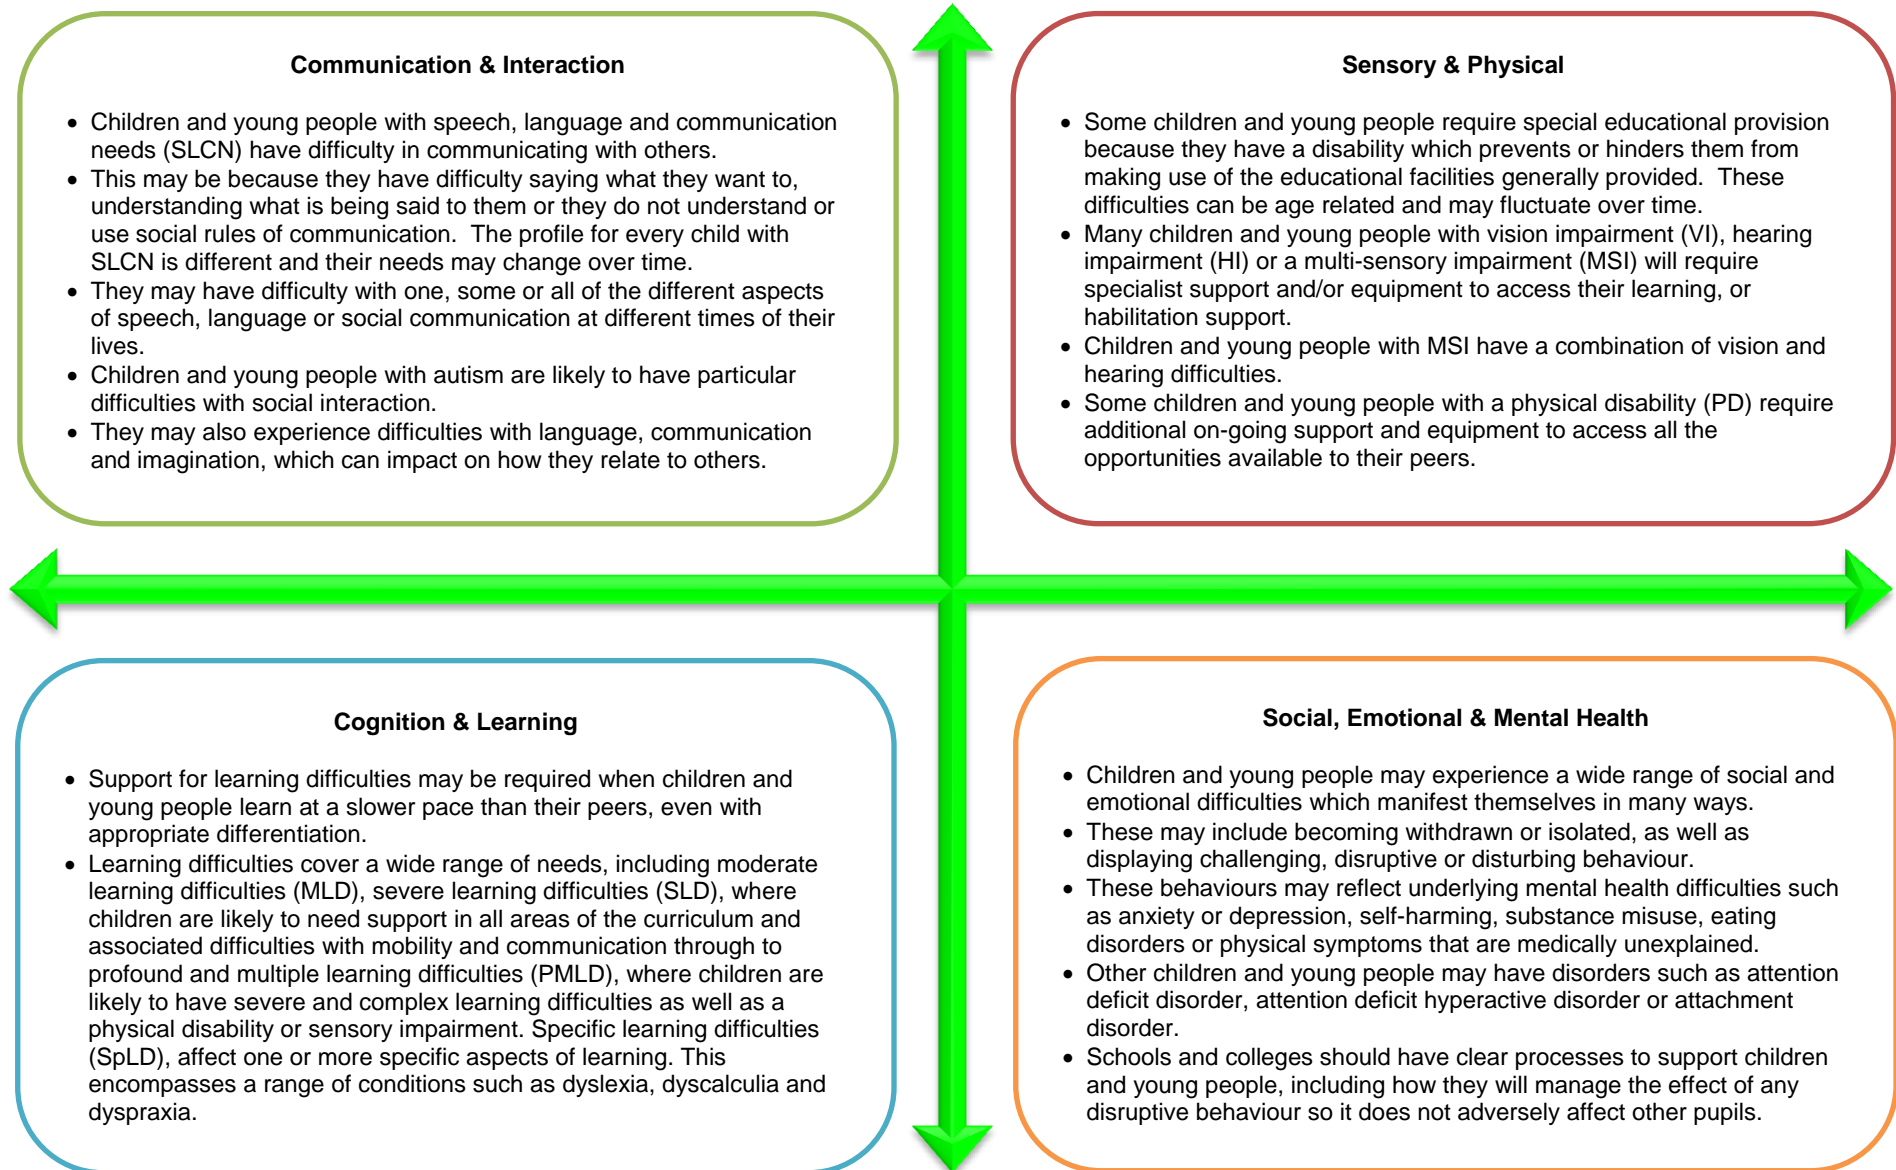 Communication & Interaction
• Children and young people with speech, language and communication
needs (SLCN) have difficulty in communicating with others.
• This may be because they have difficulty saying what they want to,
understanding what is being said to them or they do not understand or
use social rules of communication.  The profile for every child with
SLCN is different and their needs may change over time.
• They may have difficulty with one, some or all of the different aspects
of speech, language or social communication at different times of their
lives.
• Children and young people with autism are likely to have particular
difficulties with social interaction.
• They may also experience difficulties with language, communication
and imagination, which can impact on how they relate to others.
Sensory & Physical
• Some children and young people require special educational provision
because they have a disability which prevents or hinders them from
making use of the educational facilities generally provided.  These
difficulties can be age related and may fluctuate over time.
• Many children and young people with vision impairment (VI), hearing
impairment (HI) or a multi-sensory impairment (MSI) will require
specialist support and/or equipment to access their learning, or
habilitation support.
• Children and young people with MSI have a combination of vision and
hearing difficulties.
• Some children and young people with a physical disability (PD) require
additional on-going support and equipment to access all the
opportunities available to their peers.
Cognition & Learning
• Support for learning difficulties may be required when children and
young people learn at a slower pace than their peers, even with
appropriate differentiation.
• Learning difficulties cover a wide range of needs, including moderate
learning difficulties (MLD), severe learning difficulties (SLD), where
children are likely to need support in all areas of the curriculum and
associated difficulties with mobility and communication through to
profound and multiple learning difficulties (PMLD), where children are
likely to have severe and complex learning difficulties as well as a
physical disability or sensory impairment. Specific learning difficulties
(SpLD), affect one or more specific aspects of learning. This
encompasses a range of conditions such as dyslexia, dyscalculia and
dyspraxia.
Social, Emotional & Mental Health
• Children and young people may experience a wide range of social and
emotional difficulties which manifest themselves in many ways.
• These may include becoming withdrawn or isolated, as well as
displaying challenging, disruptive or disturbing behaviour.
• These behaviours may reflect underlying mental health difficulties such
as anxiety or depression, self-harming, substance misuse, eating
disorders or physical symptoms that are medically unexplained.
• Other children and young people may have disorders such as attention
deficit disorder, attention deficit hyperactive disorder or attachment
disorder.
• Schools and colleges should have clear processes to support children
and young people, including how they will manage the effect of any
disruptive behaviour so it does not adversely affect other pupils.